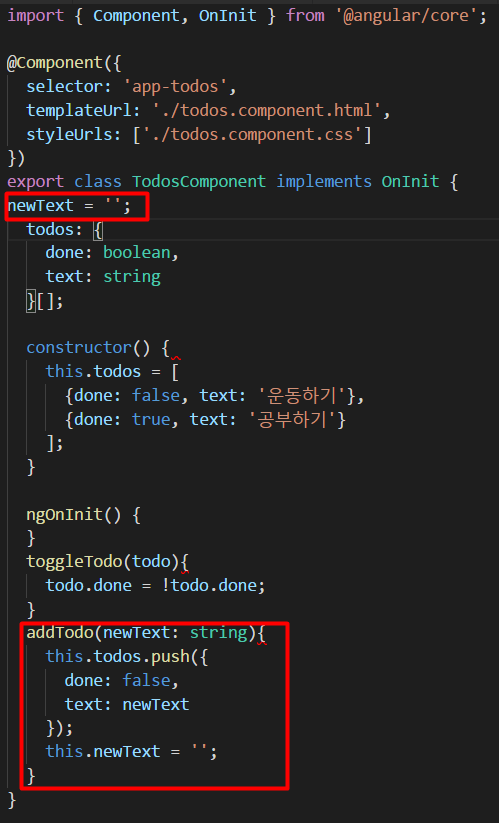 import { Component, OnInit } from '@angular/core';

@Component({
  selector: 'app-todos',
  templateUrl: './todos.component.html',
  styleUrls: ['./todos.component.css']
})
export class TodosComponent implements OnInit {
newText = '';
  todos: {
    done: boolean,
    text: string
  }[];

  constructor() {
    this.todos = [
      {done: false, text: '운동하기'},
      {done: true, text: '공부하기'}
    ];
  }

  ngOnInit() {
  }
  toggleTodo(todo){
    todo.done = !todo.done;
  }
  addTodo(newText: string){
    this.todos.push({
      done: false,
      text: newText
    });
    this.newText = '';
  }
}